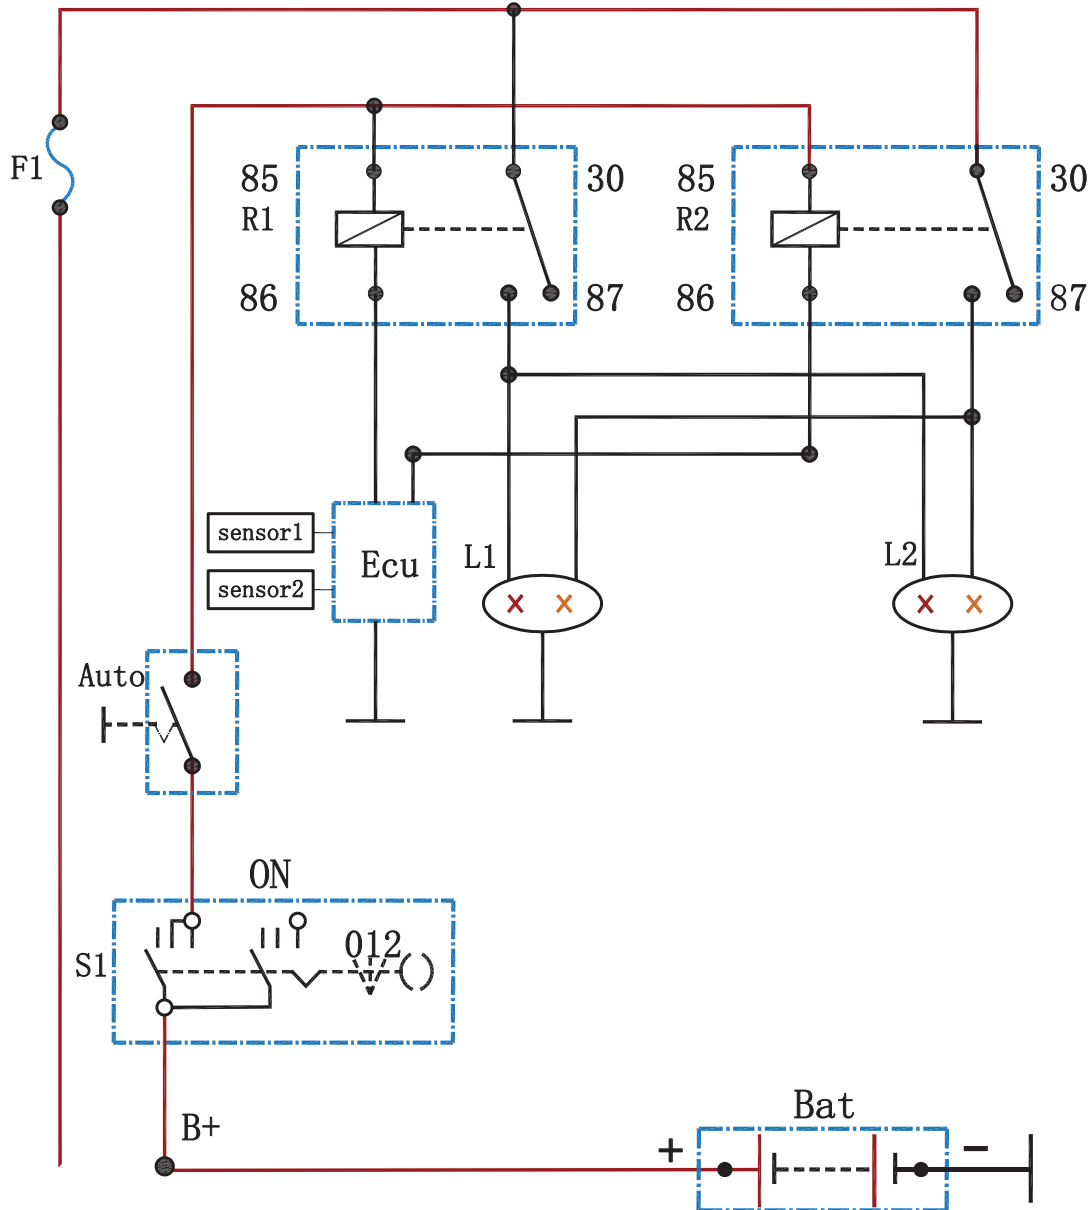 F1
85
30
85
30
R1
R2
86
87
86
87
sensor1
Ecu
L1
L2
sensor2
Auto
ON
012
S1
Bat
B+
+
−